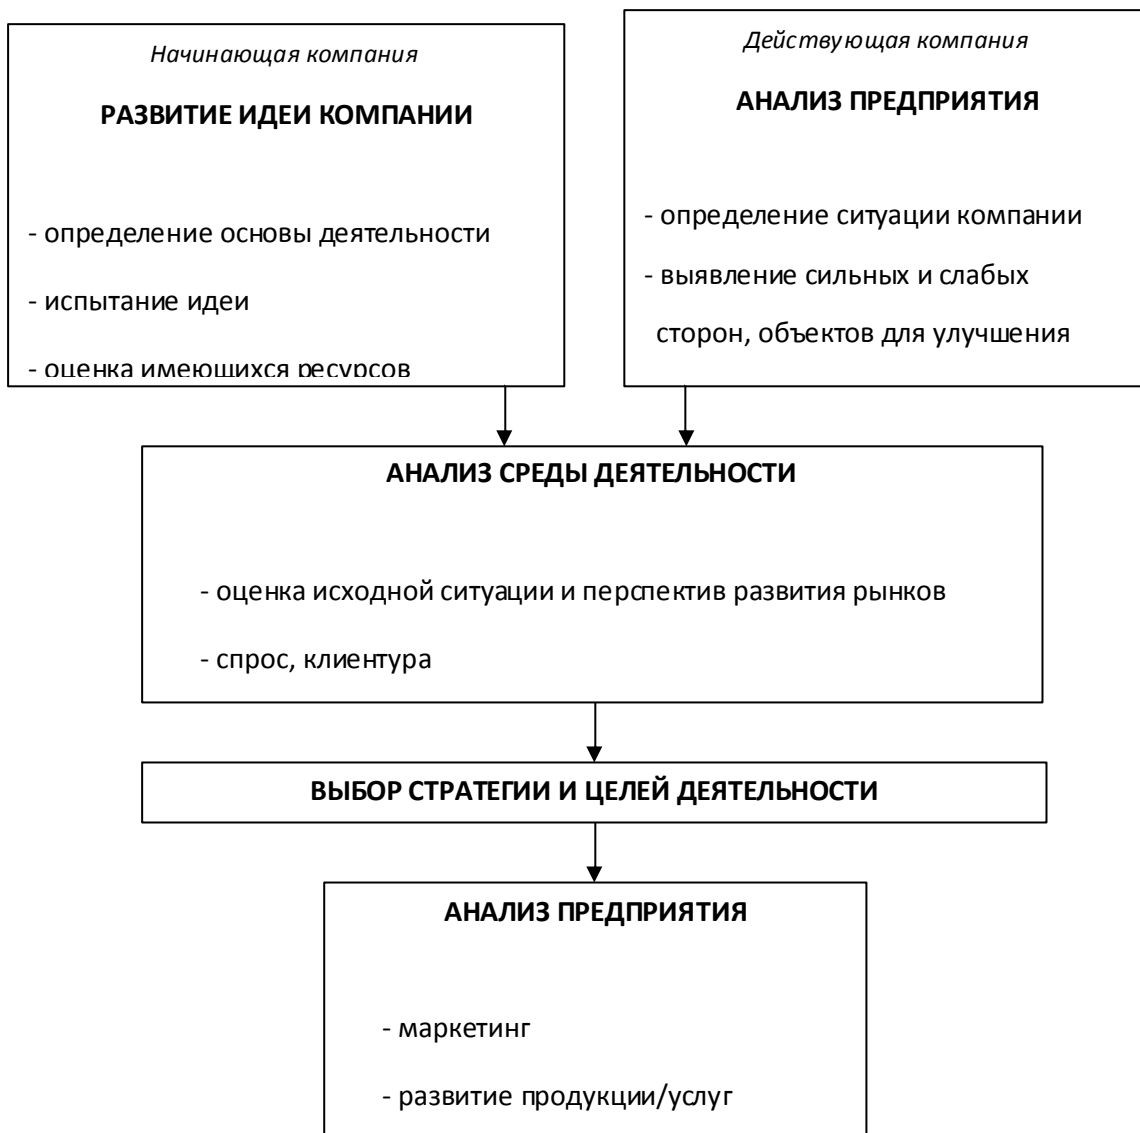 Начинающая компания
РАЗВИТИЕ ИДЕИ КОМПАНИИ
- определение основы деятельности
- испытание идеи
- оценка имеющихся ресурсов
Действующая компания
АНАЛИЗ ПРЕДПРИЯТИЯ
- определение ситуации компании
- выявление сильных и слабых
сторон, объектов для улучшения
АНАЛИЗ СРЕДЫ ДЕЯТЕЛЬНОСТИ
- оценка исходной ситуации и перспектив развития рынков
- спрос, клиентура
ВЫБОР СТРАТЕГИИ И ЦЕЛЕЙ ДЕЯТЕЛЬНОСТИ
АНАЛИЗ ПРЕДПРИЯТИЯ
- маркетинг
- развитие продукции/услуг